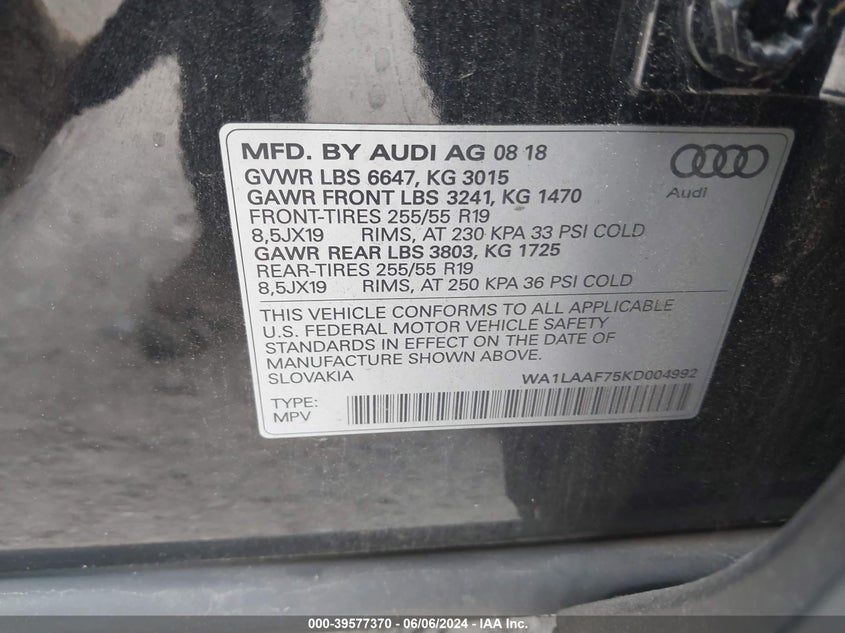 MFD. BY AUDI AG 08 18
GVWR LBS 6647, KG 3015
GAWR FRONT LBS 3241, KG 1470
FRONT-TIRES 255/55 R19
8,5JX19 RIMS, AT 230 KPA 33 PSI COLD
GAWR REAR LBS 3803, KG 1725
REAR-TIRES 255/55 R19
8,5JX19 RIMS, AT 250 KPA 36 PSI COLD
Audi
THIS VEHICLE CONFORMS TO ALL APPLICABLE
U.S. FEDERAL MOTOR VEHICLE SAFETY
STANDARDS IN EFFECT ON THE DATE OF
MANUFACTURE SHOWN ABOVE.
SLOVAKIA WA1LAAF75KD004992
TYPE:
MPV
000-39577370 - 06/06/2024 - IAAI.com